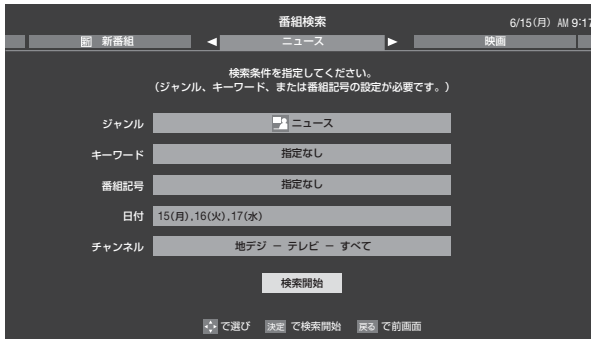 番組検索
6/15(月) AM 9:17
新 新番組 ◀ ニュース ▶ 映画
検索条件を指定してください。
(ジャンル、キーワード、または番組記号の設定が必要です。)
ジャンル ニュース
キーワード 指定なし
番組記号 指定なし
日付 15(月),16(火),17(水)
チャンネル 地デジ － テレビ － すべて
検索開始
で選び 決定 で検索開始 戻る で前画面